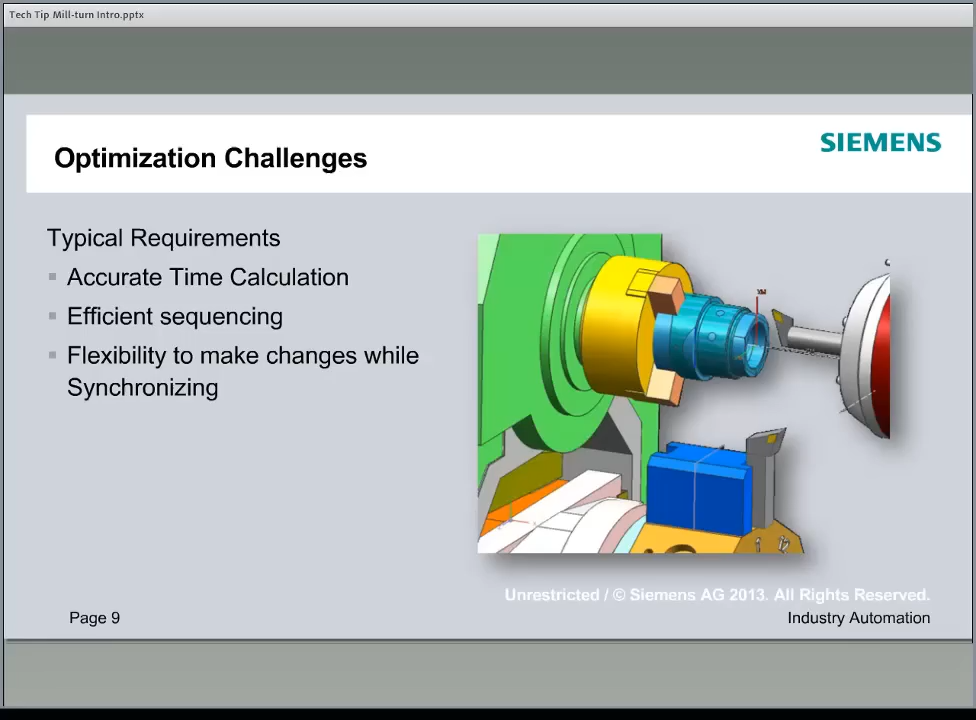 Tech Tip Mill-turn Intro.pptx
SIEMENS
Optimization Challenges
Typical Requirements
Accurate Time Calculation
Efficient sequencing
Flexibility to make changes while
Synchronizing
Unrestricted / © Siemens AG 2013. All Rights Reserved.
Page 9
Industry Automation